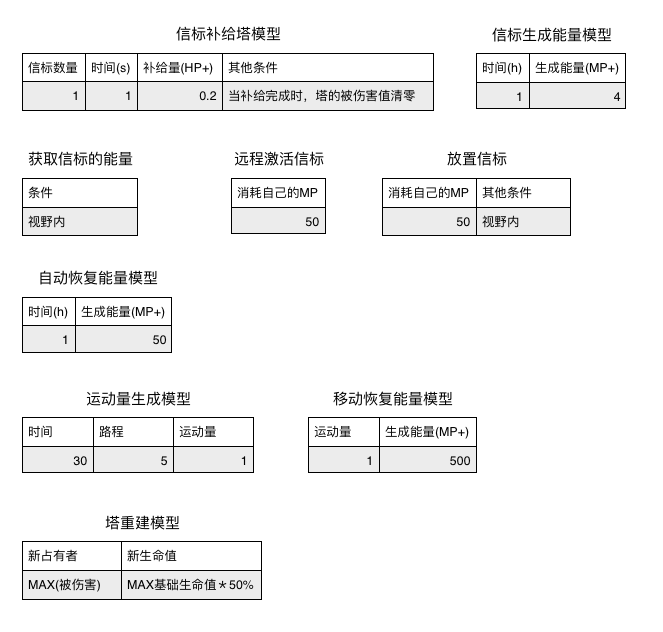 信标补给塔模型
信标数量 时间(s) 补给量(HP+) 其他条件
1 1 0.2 当补给完成时，塔的被伤害值清零
信标生成能量模型
时间(h) 生成能量(MP+)
1 4
获取信标的能量
条件
视野内
远程激活信标
消耗自己的MP
50
放置信标
消耗自己的MP 其他条件
50 视野内
自动恢复能量模型
时间(h) 生成能量(MP+)
1 50
运动量生成模型
时间 路程 运动量
30 5 1
移动恢复能量模型
运动量 生成能量(MP+)
1 500
塔重建模型
新占有者 新生命值
MAX(被伤害) MAX基础生命值*50%